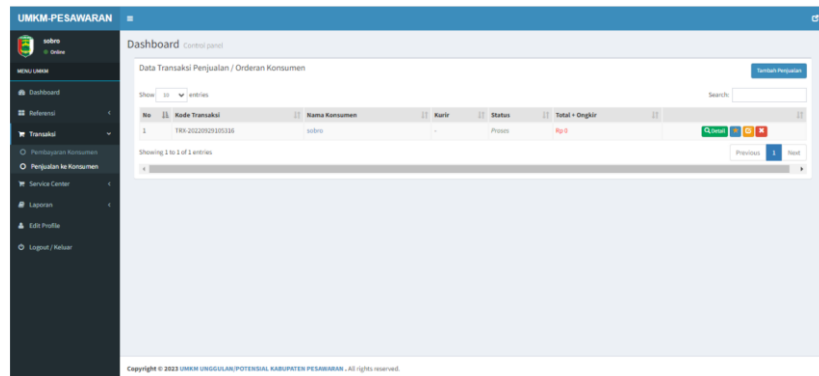 UMKM-PESAWARAN
sobro
Online
Dashboard Control panel
MENU UMKM
Dashboard
Referensi
Transaksi
Pembayaran Konsumen
Penjualan ke Konsumen
Service Center
Laporan
Edit Profile
Logout / Keluar
Data Transaksi Penjualan / Orderan Konsumen
Tambah Penjualan
Show 10 entries
Search:
No Kode Transaksi Nama Konsumen Kurir Status Total + Ongkir
1 TRX-20220929105316 sobro - Proses Rp 0 Detail
Showing 1 to 1 of 1 entries
Previous 1 Next
Copyright © 2023 UMKM UNGGULAN/POTENSIAL KABUPATEN PESAWARAN . All rights reserved.